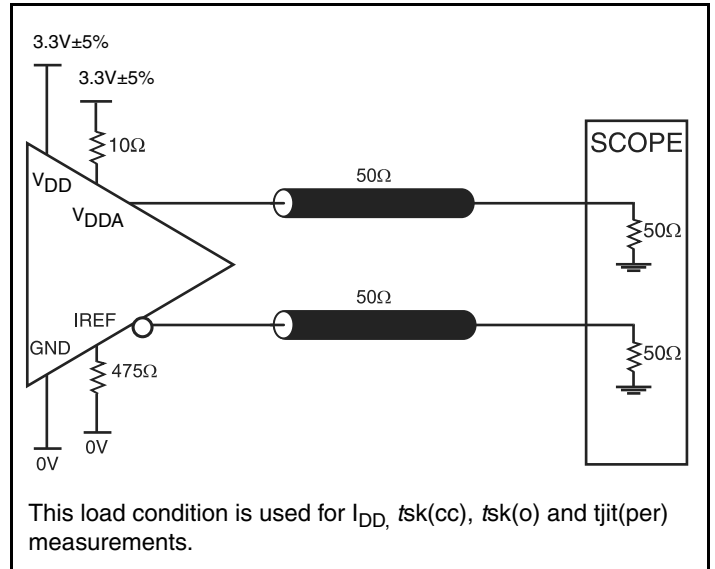 3.3V±5%
3.3V±5%
10Ω
SCOPE
50Ω
VDD
VDDA
50Ω
50Ω
IREF
GND
50Ω
475Ω
0V
0V
This load condition is used for IDD, tsk(cc), tsk(o) and tjit(per)
measurements.